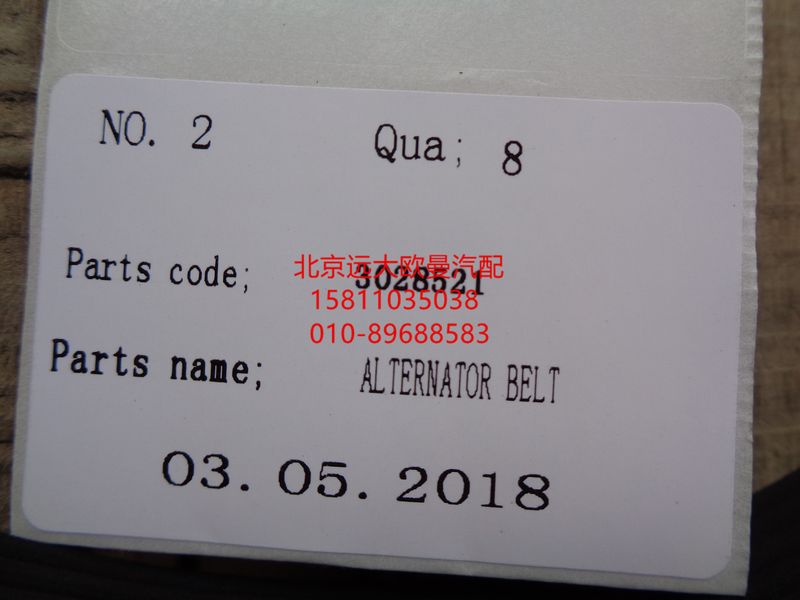 NO. 2 Qua; 8
Parts code; 3028521
北京远大欧曼汽配
15811035038
010-89688583
Parts name; ALTERNATOR BELT
03. 05. 2018